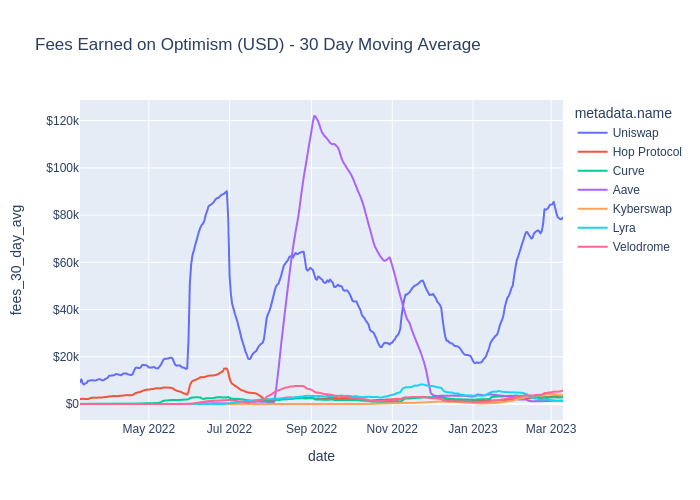 Fees Earned on Optimism (USD) - 30 Day Moving Average
metadata.name
Uniswap
Hop Protocol
Curve
Aave
Kyberswap
Lyra
Velodrome
fees_30_day_avg
$120k
$100k
$80k
$60k
$40k
$20k
$0
May 2022 Jul 2022 Sep 2022 Nov 2022 Jan 2023 Mar 2023
date